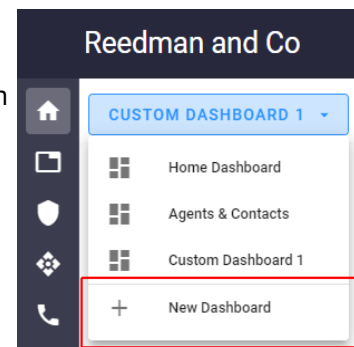 Reedman and Co
CUSTOM DASHBOARD 1
Home Dashboard
Agents & Contacts
Custom Dashboard 1
New Dashboard